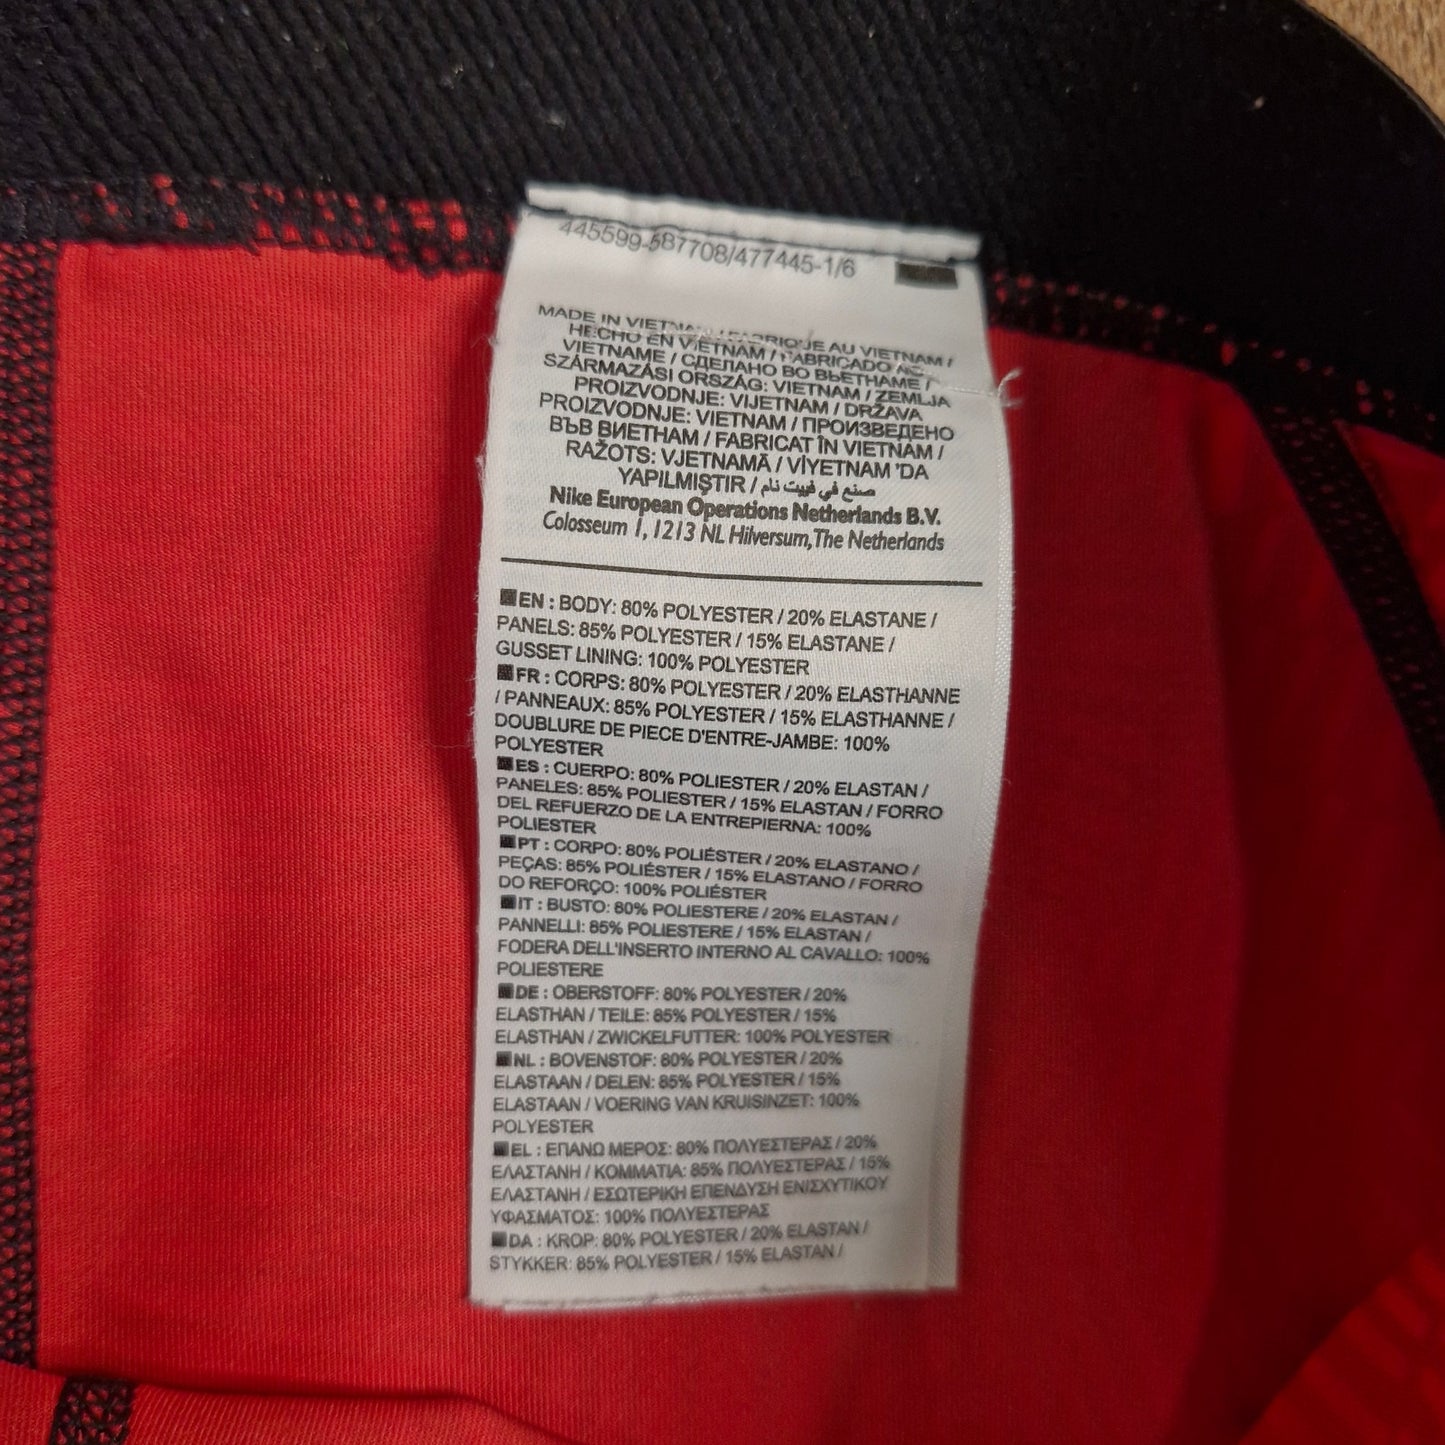 445599-587708/477445-1/6
MADE IN VIETNAM / FABRIQUE AU VIETNAM /
HECHO EN VIETNAM / FABRICADO NO
VIETNAME / СДЕЛАНО ВО ВЬЕТНАМЕ /
SZÁRMAZÁSI ORSZÁG: VIETNAM / ZEMLJA
PROIZVODNJE: VIJETNAM / DRŽAVA
PROIZVODNJE: VIETNAM / ПРОИЗВЕДЕНО
ВЪВ ВИЕТНАМ / FABRICAT ÎN VIETNAM /
RAŽOTS: VJETNAMĀ / VİYETNAM 'DA
YAPILMIŞTIR / صنع في فييت نام
Nike European Operations Netherlands B.V.
Colosseum 1, 1213 NL Hilversum, The Netherlands
EN : BODY: 80% POLYESTER / 20% ELASTANE /
PANELS: 85% POLYESTER / 15% ELASTANE /
GUSSET LINING: 100% POLYESTER
FR : CORPS: 80% POLYESTER / 20% ELASTHANNE
/ PANNEAUX: 85% POLYESTER / 15% ELASTHANNE /
DOUBLURE DE PIECE D'ENTRE-JAMBE: 100%
POLYESTER
ES : CUERPO: 80% POLIESTER / 20% ELASTAN /
PANELES: 85% POLIESTER / 15% ELASTAN / FORRO
DEL REFUERZO DE LA ENTREPIERNA: 100%
POLIESTER
PT : CORPO: 80% POLIÉSTER / 20% ELASTANO /
PEÇAS: 85% POLIÉSTER / 15% ELASTANO / FORRO
DO REFORÇO: 100% POLIÉSTER
IT : BUSTO: 80% POLIESTERE / 20% ELASTAN /
PANNELLI: 85% POLIESTERE / 15% ELASTAN /
FODERA DELL'INSERTO INTERNO AL CAVALLO: 100%
POLIESTERE
DE : OBERSTOFF: 80% POLYESTER / 20%
ELASTHAN / TEILE: 85% POLYESTER / 15%
ELASTHAN / ZWICKELFUTTER: 100% POLYESTER
NL : BOVENSTOF: 80% POLYESTER / 20%
ELASTAAN / DELEN: 85% POLYESTER / 15%
ELASTAAN / VOERING VAN KRUISINZET: 100%
POLYESTER
EL : ΕΠΑΝΩ ΜΕΡΟΣ: 80% ΠΟΛΥΕΣΤΕΡΑΣ / 20%
ΕΛΑΣΤΑΝΗ / ΚΟΜΜΑΤΙΑ: 85% ΠΟΛΥΕΣΤΕΡΑΣ / 15%
ΕΛΑΣΤΑΝΗ / ΕΣΩΤΕΡΙΚΗ ΕΠΕΝΔΥΣΗ ΕΝΙΣΧΥΤΙΚΟΥ
ΥΦΑΣΜΑΤΟΣ: 100% ΠΟΛΥΕΣΤΕΡΑΣ
DA : KROP: 80% POLYESTER / 20% ELASTAN /
STYKKER: 85% POLYESTER / 15% ELASTAN /